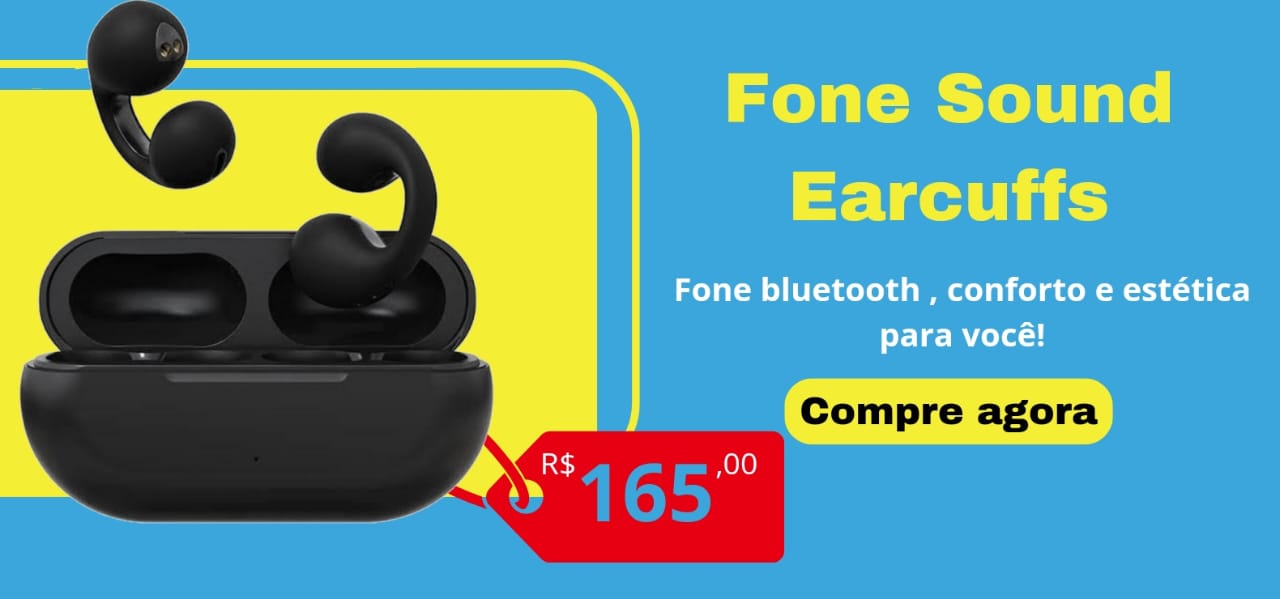 Fone Sound
Earcuffs
Fone bluetooth , conforto e estética
para você!
Compre agora
R$ 165,00